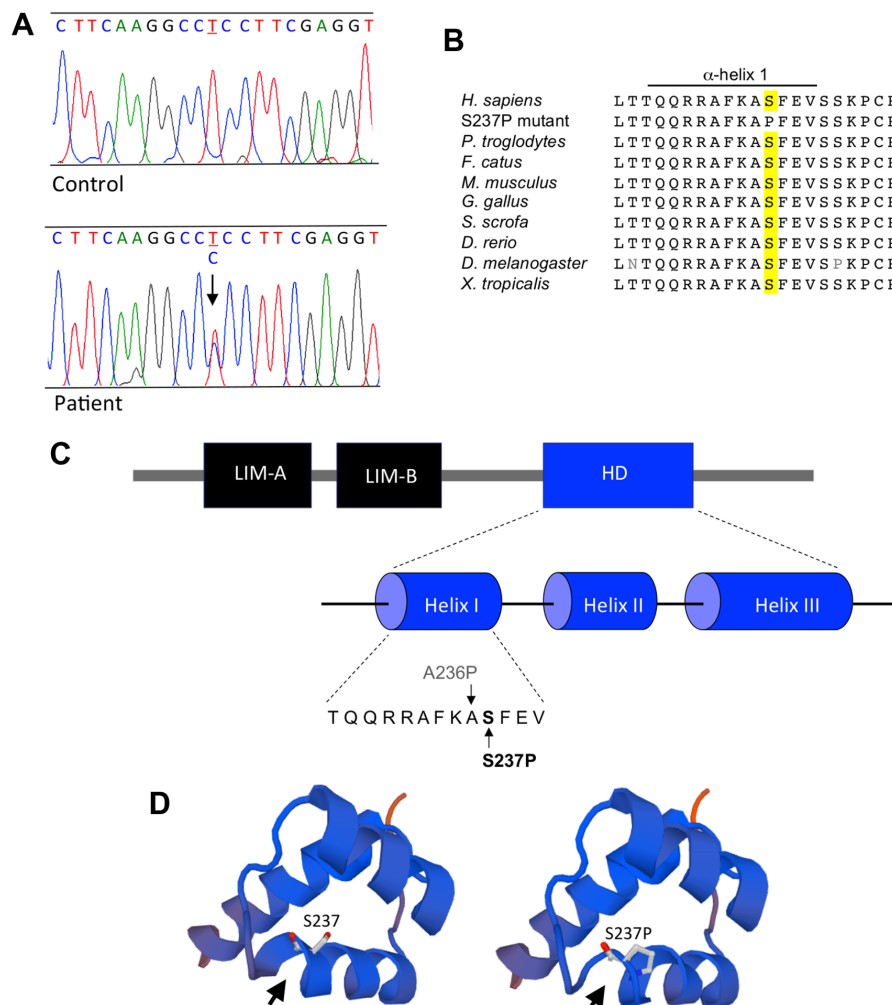 A
C T T C A A G G C C T C C T T C G A G G T
Control
C T T C A A G G C C T C C T T C G A G G T
C
Patient
B
α-helix 1
H. sapiens LTTQQRRAFKASFEVSSKPC
S237P mutant LTTQQRRAFKAPFEVSSKPC
P. troglodytes LTTQQRRAFKASFEVSSKPC
F. catus LTTQQRRAFKASFEVSSKPC
M. musculus LTTQQRRAFKASFEVSSKPC
G. gallus LTTQQRRAFKASFEVSSKPC
S. scrofa LTTQQRRAFKASFEVSSKPC
D. rerio LTTQQRRAFKASFEVSSKPC
D. melanogaster LNTQQRRAFKASFEVSPKPC
X. tropicalis LTTQQRRAFKASFEVSSKPC
C
LIM-A LIM-B HD
Helix I Helix II Helix III
A236P
T Q Q R R A F K A S F E V
S237P
D
S237 S237P